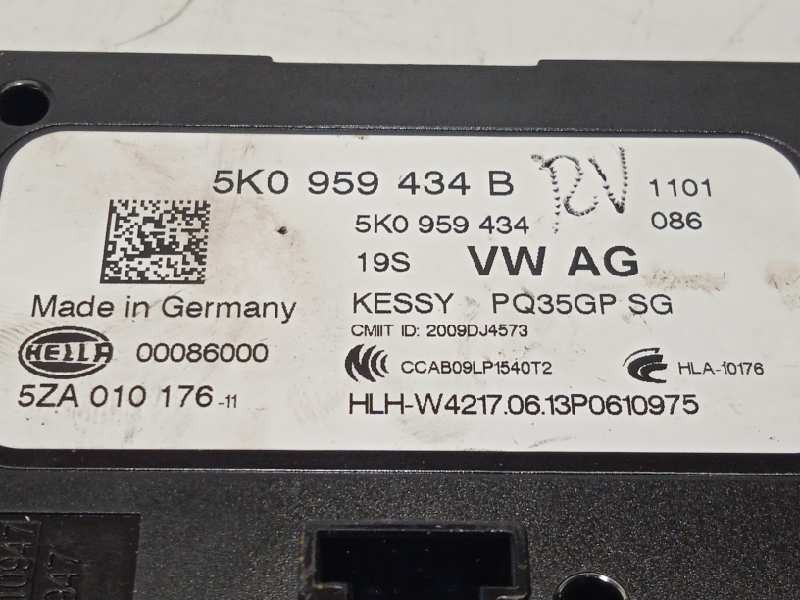 5K0 959 434 B RV 1101
5K0 959 434 086
19S VW AG
Made in Germany KESSY PQ35GP SG
CMIIT ID: 2009DJ4573
HELLA 00086000 CCAB09LP1540T2 HLA-10176
5ZA 010 176 -11 HLH-W4217.06.13P0610975